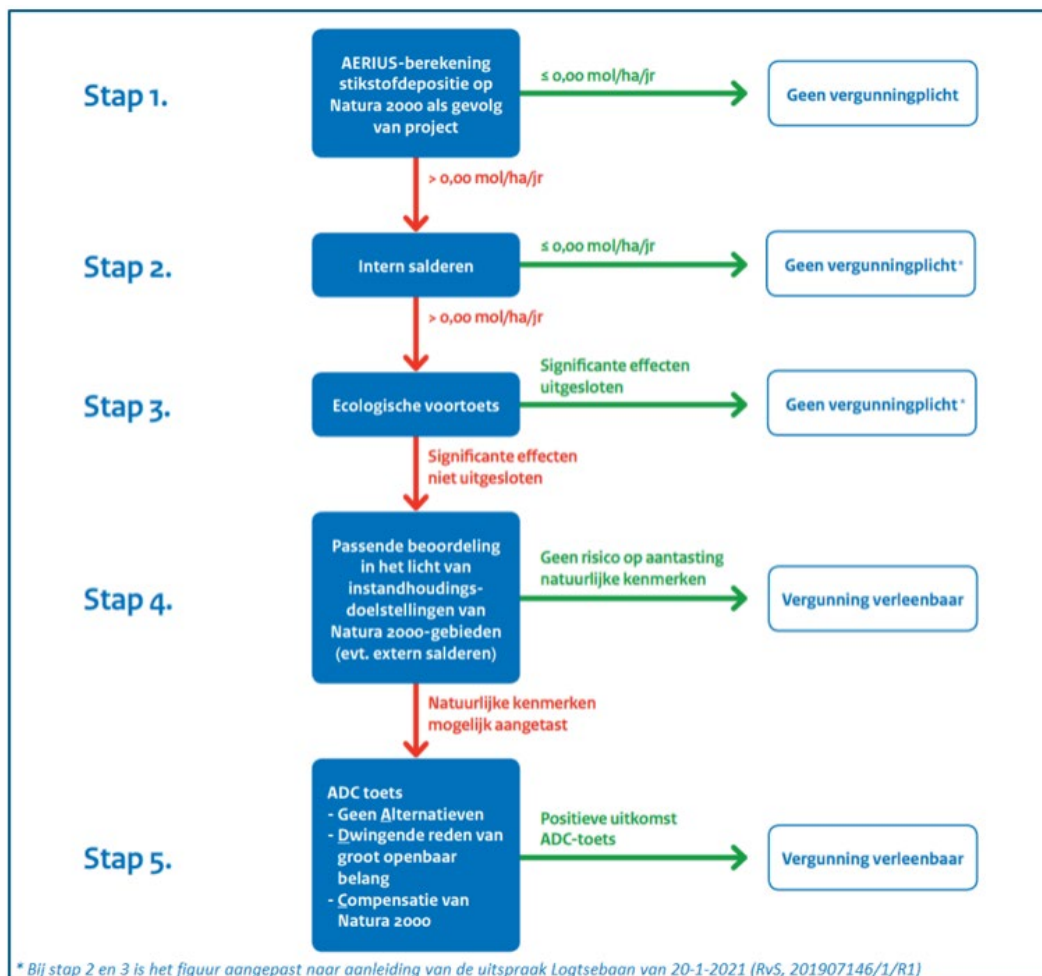 Stap 1.
AERIUS-berekening
stikstofdepositie op
Natura 2000 als gevolg
van project
≤ 0,00 mol/ha/jr
Geen vergunningplicht
> 0,00 mol/ha/jr
Stap 2.
Intern salderen
≤ 0,00 mol/ha/jr
Geen vergunningplicht*
> 0,00 mol/ha/jr
Stap 3.
Ecologische voortoets
Significante effecten
uitgesloten
Geen vergunningplicht*
Significante effecten
niet uitgesloten
Stap 4.
Passende beoordeling
in het licht van
instandhoudings-
doelstellingen van
Natura 2000-gebieden
(evt. extern salderen)
Geen risico op aantasting
natuurlijke kenmerken
Vergunning verleenbaar
Natuurlijke kenmerken
mogelijk aangetast
Stap 5.
ADC toets
- Geen Alternatieven
- Dwingende reden van
groot openbaar
belang
- Compensatie van
Natura 2000
Positieve uitkomst
ADC-toets
Vergunning verleenbaar
* Bij stap 2 en 3 is het figuur aangepast naar aanleiding van de uitspraak Logtsebaan van 20-1-2021 (RvS, 201907146/1/R1)